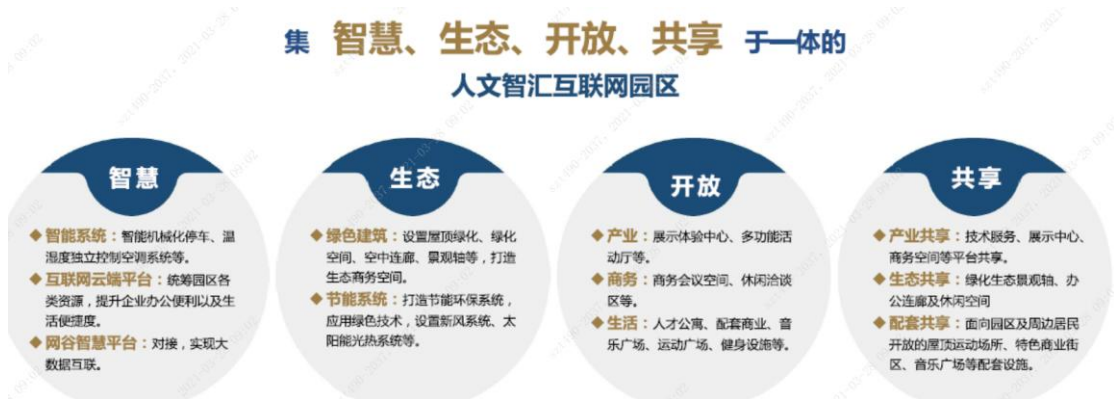 集 智慧、生态、开放、共享 于一体的
人文智汇互联网园区
智慧
◆智能系统：智能机械化停车、温
湿度独立控制空调系统等。
◆互联网云端平台：统筹园区各
类资源，提升企业办公便利以及生
活便捷度。
◆网谷智慧平台：对接，实现大
数据互联。
生态
◆绿色建筑：设置屋顶绿化、绿化
空间、空中连廊、景观轴等，打造
生态商务空间。
◆节能系统：打造节能环保系统，
应用绿色技术，设置新风系统、太
阳能光热系统等。
开放
◆产业：展示体验中心、多功能活
动厅等。
◆商务：商务会议空间、休闲洽谈
区等。
◆生活：人才公寓、配套商业、音
乐广场、运动广场、健身设施等。
共享
◆产业共享：技术服务、展示中心、
商务空间等平台共享。
◆生态共享：绿化生态景观轴、办
公连廊及休闲空间
◆配套共享：面向园区及周边居民
开放的屋顶运动场所、特色商业街
区、音乐广场等配套设施。